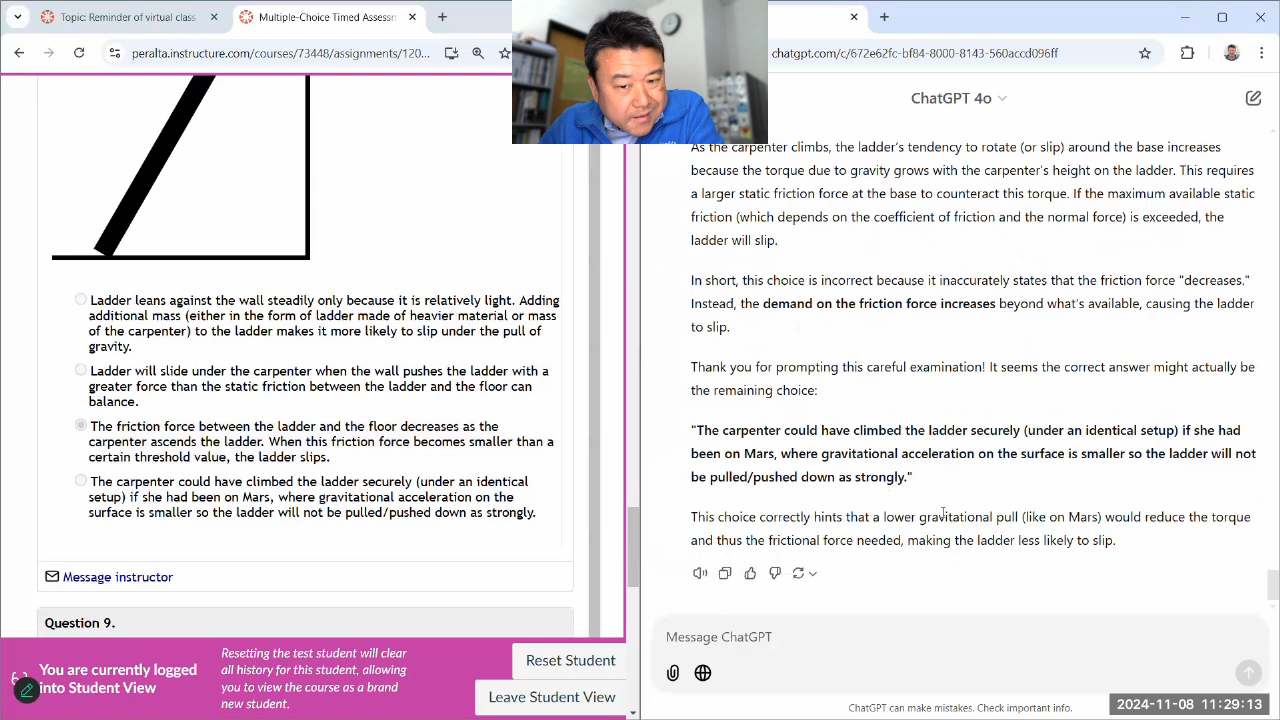 Topic: Reminder of virtual class
Multiple-Choice Timed Assessm
peralta.instructure.com/courses/73448/assignments/120...
chatgpt.com/c/672e62fc-bf84-8000-8143-560accd096ff
ChatGPT 4o
Ladder leans against the wall steadily only because it is relatively light. Adding
additional mass (either in the form of ladder made of heavier material or mass
of the carpenter) to the ladder makes it more likely to slip under the pull of
gravity.
Ladder will slide under the carpenter when the wall pushes the ladder with a
greater force than the static friction between the ladder and the floor can
balance.
The friction force between the ladder and the floor decreases as the
carpenter ascends the ladder. When this friction force becomes smaller than a
certain threshold value, the ladder slips.
The carpenter could have climbed the ladder securely (under an identical
setup) if she had been on Mars, where gravitational acceleration on the
surface is smaller so the ladder will not be pulled/pushed down as strongly.
Message instructor
Question 9.
You are currently logged
into Student View
Resetting the test student will clear
all history for this student, allowing
you to view the course as a brand
new student.
Reset Student
Leave Student View
As the carpenter climbs, the ladder's tendency to rotate (or slip) around the base increases
because the torque due to gravity grows with the carpenter's height on the ladder. This requires
a larger static friction force at the base to counteract this torque. If the maximum available static
friction (which depends on the coefficient of friction and the normal force) is exceeded, the
ladder will slip.
In short, this choice is incorrect because it inaccurately states that the friction force "decreases."
Instead, the demand on the friction force increases beyond what's available, causing the ladder
to slip.
Thank you for prompting this careful examination! It seems the correct answer might actually be
the remaining choice:
"The carpenter could have climbed the ladder securely (under an identical setup) if she had
been on Mars, where gravitational acceleration on the surface is smaller so the ladder will not
be pulled/pushed down as strongly."
This choice correctly hints that a lower gravitational pull (like on Mars) would reduce the torque
and thus the frictional force needed, making the ladder less likely to slip.
Message ChatGPT
ChatGPT can make mistakes. Check important info.
2024-11-08 11:29:13